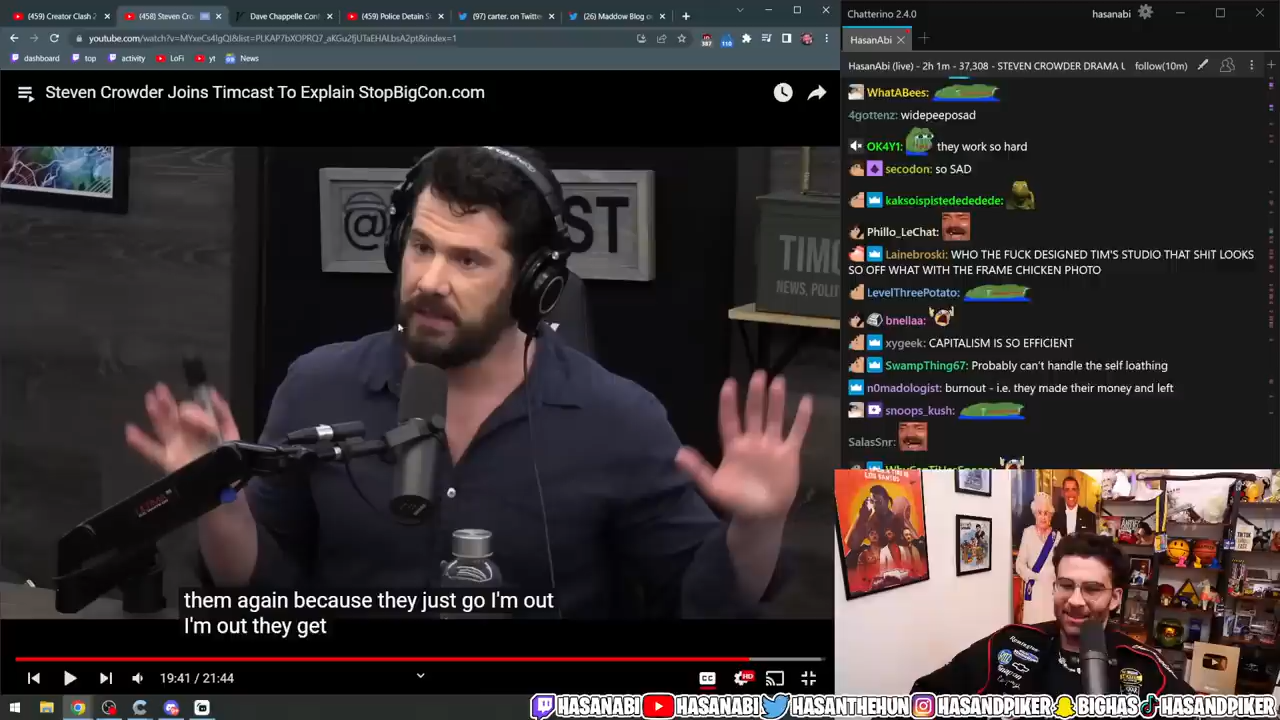 (459) Creator Clash 2
(458) Steven Cro
Dave Chappelle Con
(459) Police Detain S
(97) carter. on Twitter
(26) Maddow Blog o
youtube.com/watch?v=MYxeCs4lgQI&list=PLKAP7bXOPRQ7_aKGu2fjUTaEHALbsA2pt&index=1
dashboard
top
activity
LoFi
yt
News
Steven Crowder Joins Timcast To Explain StopBigCon.com
them again because they just go I'm out
I'm out they get
19:41 / 21:44
CC
HD
Chatterino 2.4.0
hasanabi
HasanAbi
HasanAbi (live) - 2h 1m - 37,308 - STEVEN CROWDER DRAMA U
follow(10m)
WhatABees:
4gottenz: widepeeposad
OK4Y1: they work so hard
secodon: so SAD
kaksoispistedededede:
Phillo_LeChat:
Lainebroski: WHO THE FUCK DESIGNED TIM'S STUDIO THAT SHIT LOOKS
SO OFF WHAT WITH THE FRAME CHICKEN PHOTO
LevelThreePotato:
bnellaa:
xygeek: CAPITALISM IS SO EFFICIENT
SwampThing67: Probably can't handle the self loathing
n0madologist: burnout - i.e. they made their money and left
snoops_kush:
SalasSnr:
HASANABI HASANABI HASANTHEHUN HASANDPIKER BIGHAS HASANDPIKER